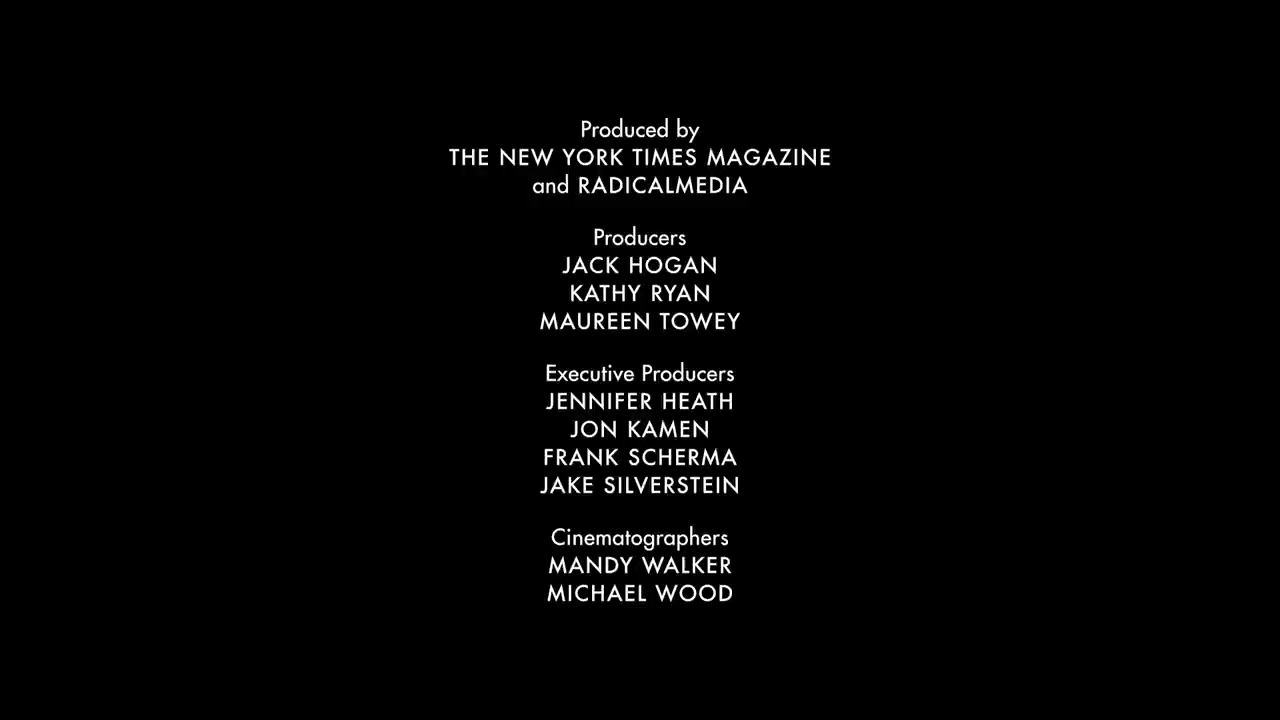 Produced by
THE NEW YORK TIMES MAGAZINE
and RADICALMEDIA
Producers
JACK HOGAN
KATHY RYAN
MAUREEN TOWEY
Executive Producers
JENNIFER HEATH
JON KAMEN
FRANK SCHERMA
JAKE SILVERSTEIN
Cinematographers
MANDY WALKER
MICHAEL WOOD